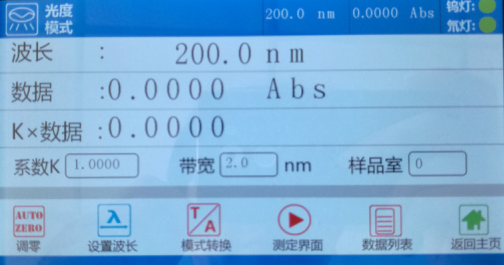 光度
模式
200.0 nm 0.0000 Abs
钨灯:
氘灯:
波长 : 200.0 nm
数据 :0.0000 Abs
K×数据 :0.0000
系数K 1.0000 带宽 2.0 nm 样品室 0
AUTO
ZERO
λ
T/A
调零 设置波长 模式转换 测定界面 数据列表 返回主页